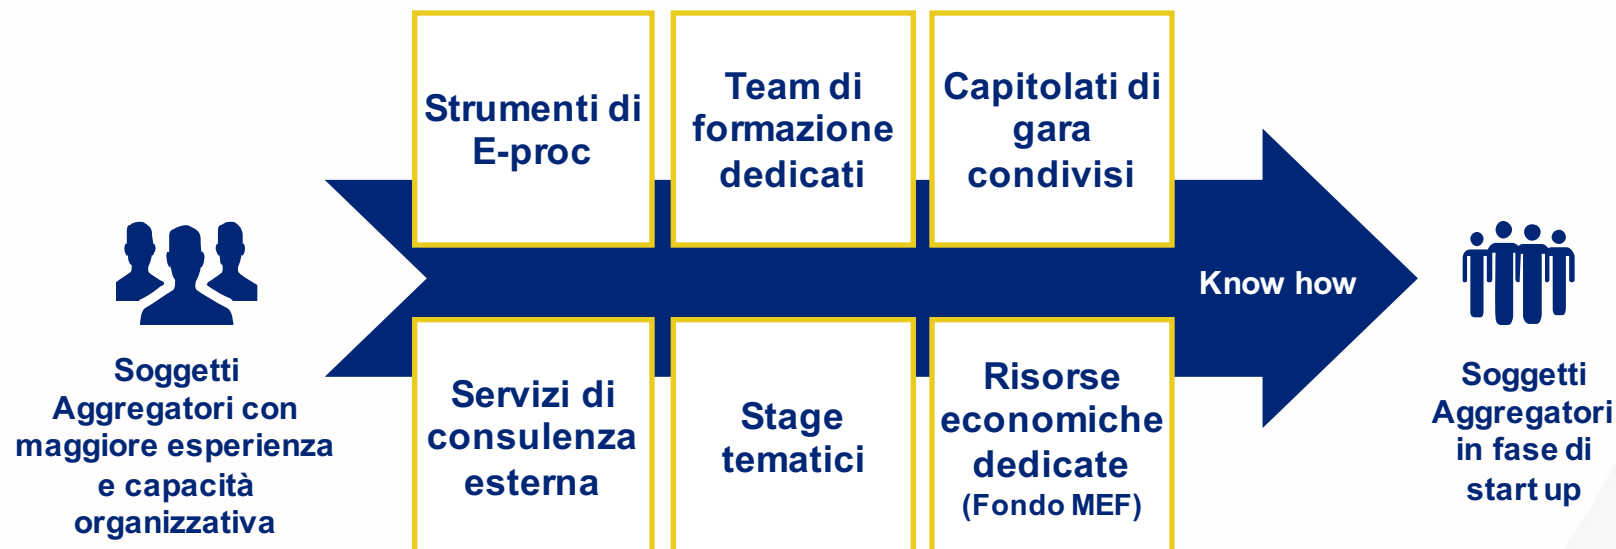 Strumenti di
E-proc
Team di
formazione
dedicati
Capitolati di
gara
condivisi
Know how
Soggetti
Aggregatori con
maggiore esperienza
e capacità
organizzativa
Servizi di
consulenza
esterna
Stage
tematici
Risorse
economiche
dedicate
(Fondo MEF)
Soggetti
Aggregatori
in fase di
start up